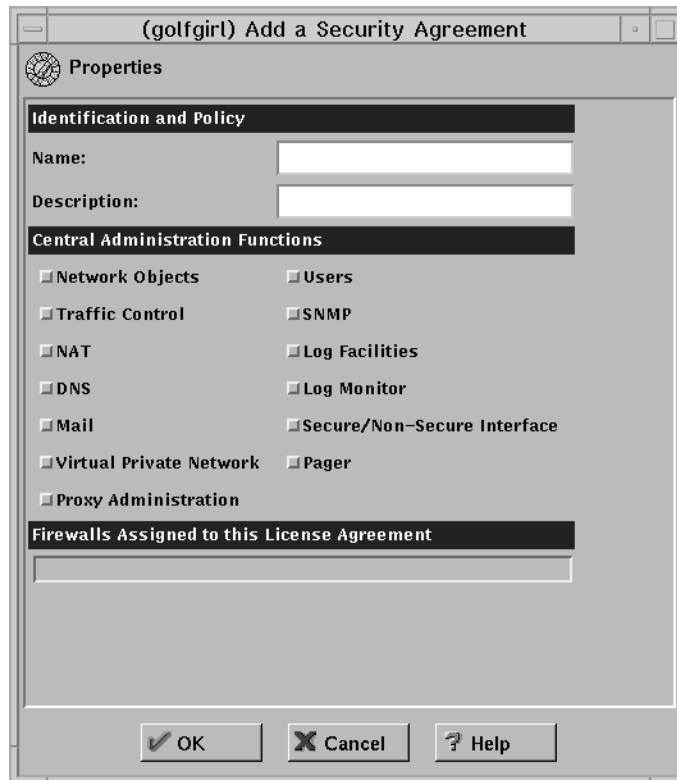 (golfgirl) Add a Security Agreement
Properties
Identification and Policy
Name:
Description:
Central Administration Functions
Network Objects Users
Traffic Control SNMP
NAT Log Facilities
DNS Log Monitor
Mail Secure/Non-Secure Interface
Virtual Private Network Pager
Proxy Administration
Firewalls Assigned to this License Agreement
OK Cancel Help